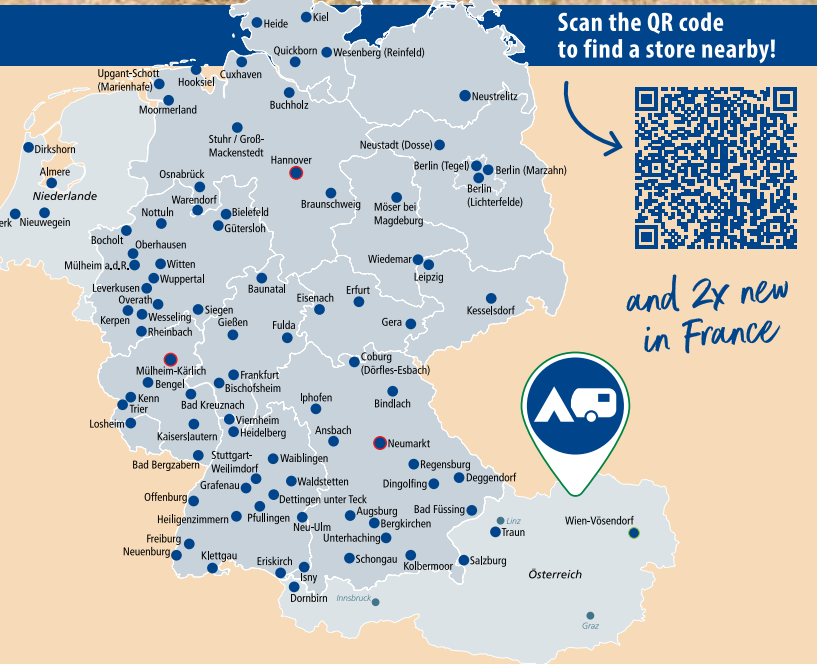 Scan the QR code
to find a store nearby!
and 2x new
in France
Heide
Kiel
Quickborn
Wesenberg (Reinfeld)
Cuxhaven
Upgant-Schott
(Marienhafe)
Hooksiel
Moormerland
Buchholz
Neustrelitz
Stuhr / Groß-
Mackenstedt
Neustadt (Dosse)
Dirkshorn
Almere
Niederlande
Nieuwegein
Hannover
Berlin (Tegel)
Berlin (Marzahn)
Berlin
(Lichterfelde)
Osnabrück
Warendorf
Braunschweig
Möser bei
Magdeburg
Nottuln
Bielefeld
Gütersloh
Bocholt
Oberhausen
Mülheim a.d.R.
Witten
Wuppertal
Leverkusen
Overath
Kerpen
Wesseling
Rheinbach
Siegen
Gießen
Baunatal
Eisenach
Erfurt
Fulda
Wiedemar
Leipzig
Gera
Kesselsdorf
Mülheim-Kärlich
Bengel
Kenn
Trier
Losheim
Frankfurt
Bischofsheim
Bad Kreuznach
Coburg
(Dörfles-Esbach)
Iphofen
Bindlach
Viernheim
Heidelberg
Kaiserslautern
Ansbach
Neumarkt
Bad Bergzabern
Stuttgart-
Weilimdorf
Waiblingen
Regensburg
Deggendorf
Dingolfing
Grafenau
Waldstetten
Offenburg
Dettingen unter Teck
Heiligenzimmern
Pfullingen
Neu-Ulm
Augsburg
Bergkirchen
Bad Füssing
Unterhaching
Linz
Traun
Wien-Vösendorf
Freiburg
Neuenburg
Klettgau
Eriskirch
Isny
Schongau
Kolbermoor
Salzburg
Österreich
Dornbirn
Innsbruck
Graz